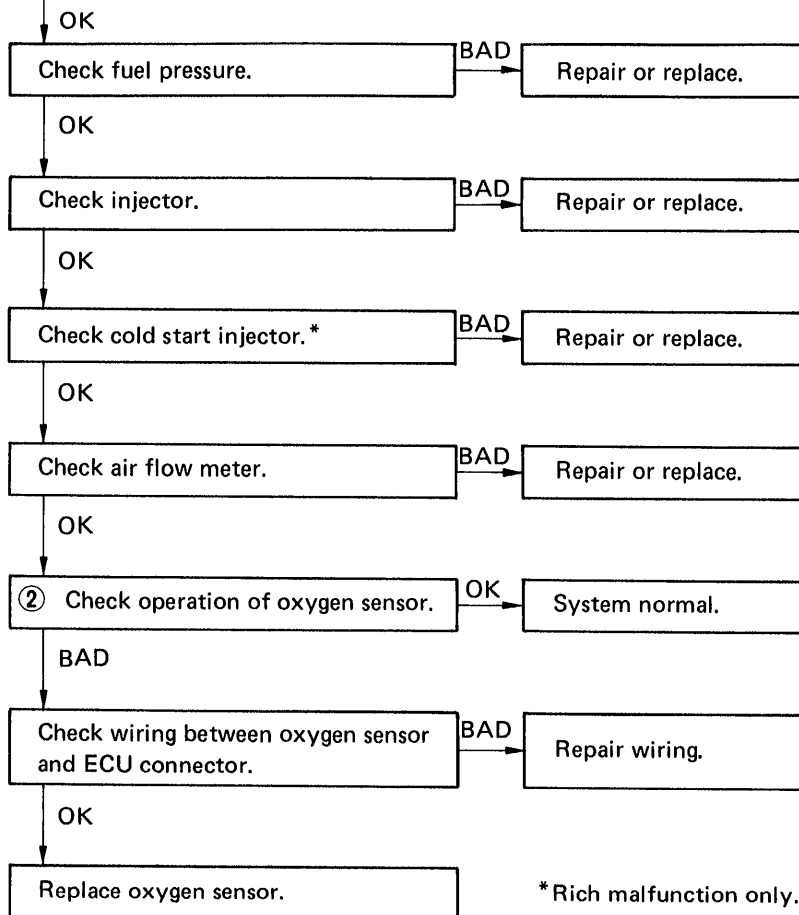 OK
Check fuel pressure.
BAD
Repair or replace.
OK
Check injector.
BAD
Repair or replace.
OK
Check cold start injector.*
BAD
Repair or replace.
OK
Check air flow meter.
BAD
Repair or replace.
OK
② Check operation of oxygen sensor.
OK
System normal.
BAD
Check wiring between oxygen sensor
and ECU connector.
BAD
Repair wiring.
OK
Replace oxygen sensor.
*Rich malfunction only.